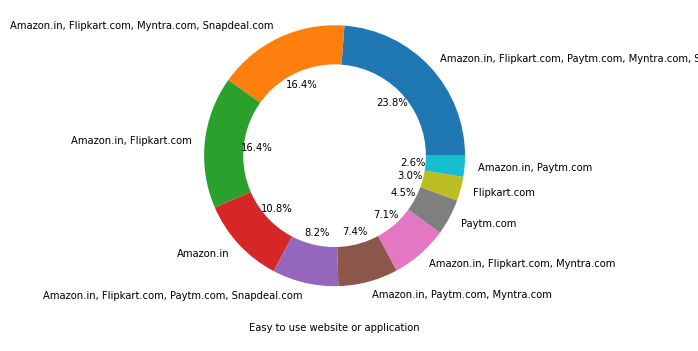 Amazon.in, Flipkart.com, Myntra.com, Snapdeal.com
Amazon.in, Flipkart.com, Paytm.com, Myntra.com, S
16.4%
23.8%
Amazon.in, Flipkart.com
16.4%
2.6%
Amazon.in, Paytm.com
3.0%
Flipkart.com
4.5%
10.8%
7.1%
Paytm.com
8.2%
7.4%
Amazon.in
Amazon.in, Flipkart.com, Myntra.com
Amazon.in, Flipkart.com, Paytm.com, Snapdeal.com
Amazon.in, Paytm.com, Myntra.com
Easy to use website or application